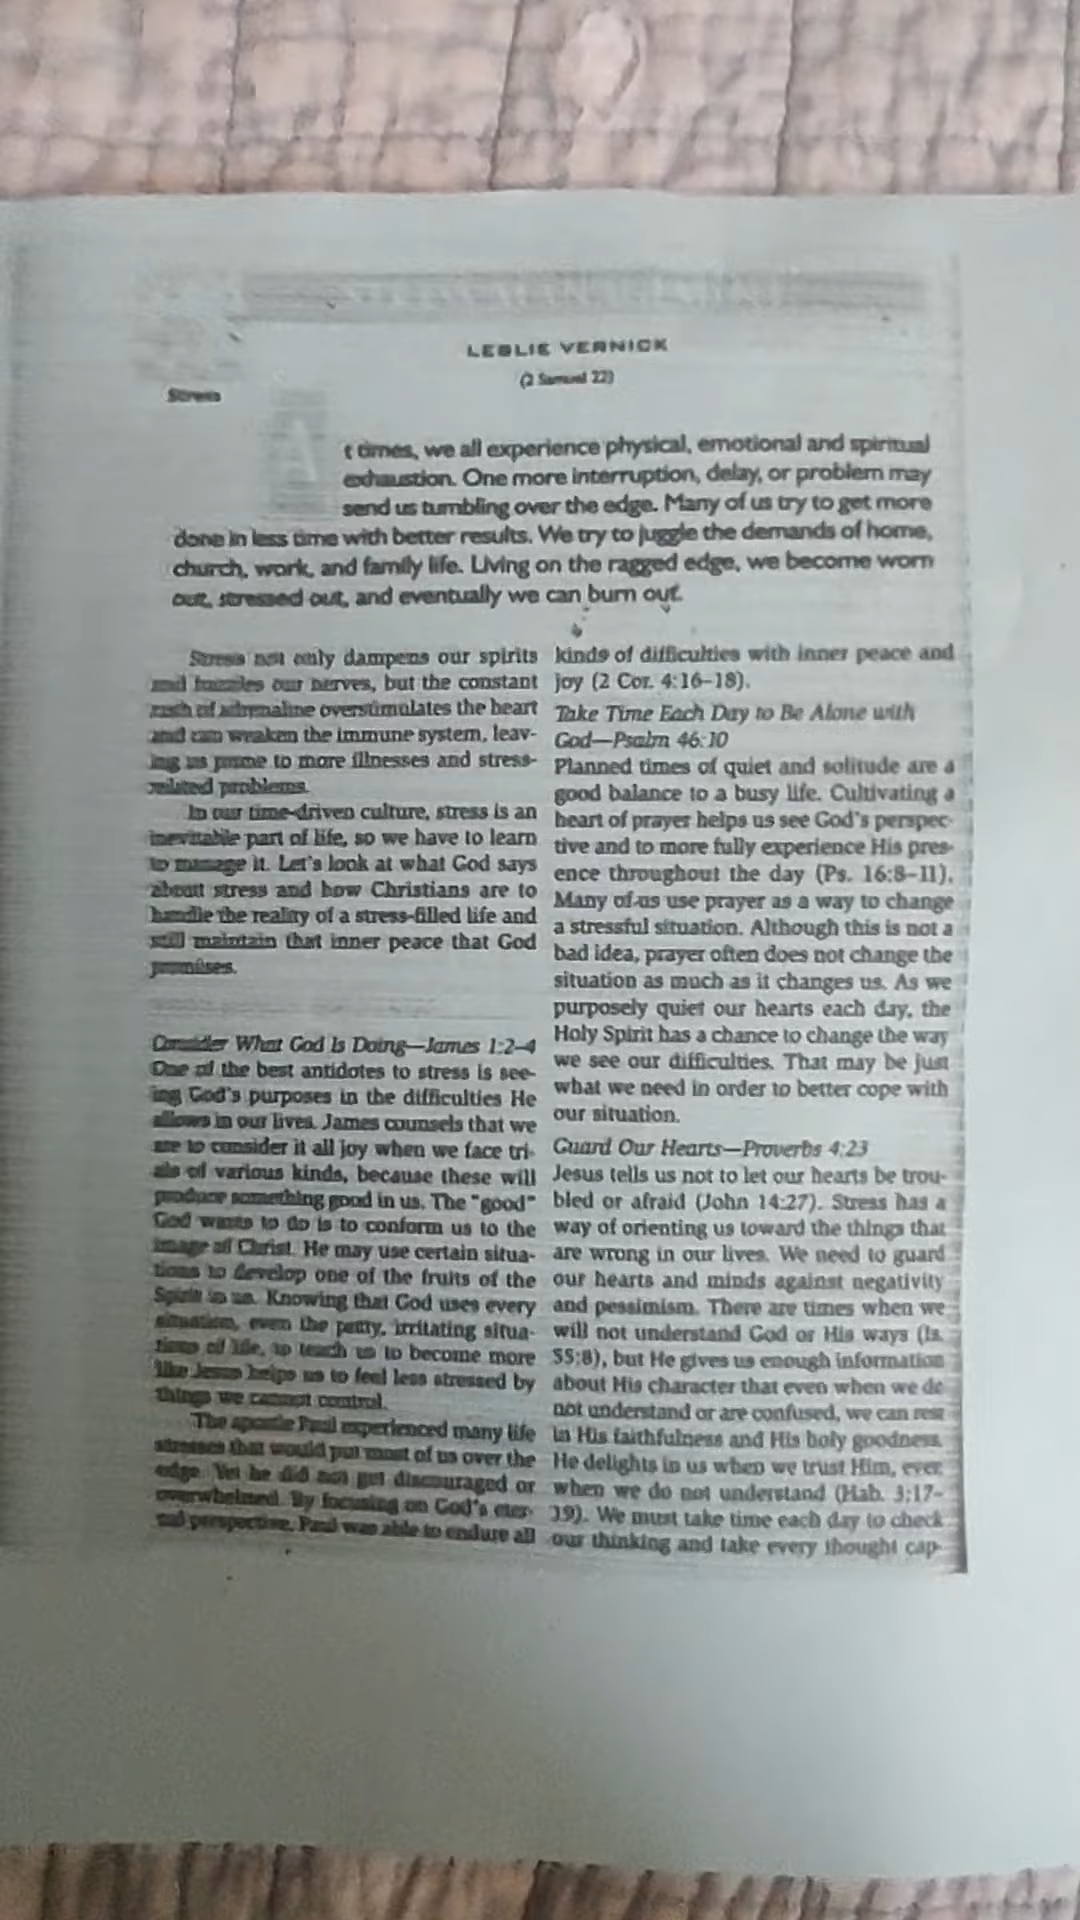 LESLIE VERNICK
(2 Samuel 22)
Stress
At times, we all experience physical, emotional and spiritual
exhaustion. One more interruption, delay, or problem may
send us tumbling over the edge. Many of us try to get more
done in less time with better results. We try to juggle the demands of home,
church, work, and family life. Living on the ragged edge, we become worn
out, stressed out, and eventually we can burn out.
Stress not only dampens our spirits
and frazzles our nerves, but the constant
rush of adrenaline overstimulates the heart
and can weaken the immune system, leav-
ing us prone to more illnesses and stress-
related problems.
In our time-driven culture, stress is an
inevitable part of life, so we have to learn
to manage it. Let's look at what God says
about stress and how Christians are to
handle the reality of a stress-filled life and
still maintain that inner peace that God
promises.
Consider What God Is Doing—James 1:2–4
One of the best antidotes to stress is see-
ing God's purposes in the difficulties He
allows in our lives. James counsels that we
are to consider it all joy when we face tri-
als of various kinds, because these will
produce something good in us. The "good"
God wants to do is to conform us to the
image of Christ. He may use certain situa-
tions to develop one of the fruits of the
Spirit in us. Knowing that God uses every
situation, even the petty, irritating situa-
tions of life, to teach us to become more
like Jesus helps us to feel less stressed by
things we cannot control.
The apostle Paul experienced many life
stresses that would put most of us over the
edge. Yet he did not get discouraged or
overwhelmed. By focusing on God's eter-
nal perspective, Paul was able to endure all
kinds of difficulties with inner peace and
joy (2 Cor. 4:16–18).
Take Time Each Day to Be Alone with
God—Psalm 46:10
Planned times of quiet and solitude are a
good balance to a busy life. Cultivating a
heart of prayer helps us see God's perspec-
tive and to more fully experience His pres-
ence throughout the day (Ps. 16:8–11).
Many of us use prayer as a way to change
a stressful situation. Although this is not a
bad idea, prayer often does not change the
situation as much as it changes us. As we
purposely quiet our hearts each day, the
Holy Spirit has a chance to change the way
we see our difficulties. That may be just
what we need in order to better cope with
our situation.
Guard Our Hearts—Proverbs 4:23
Jesus tells us not to let our hearts be trou-
bled or afraid (John 14:27). Stress has a
way of orienting us toward the things that
are wrong in our lives. We need to guard
our hearts and minds against negativity
and pessimism. There are times when we
will not understand God or His ways (Is.
55:8), but He gives us enough information
about His character that even when we do
not understand or are confused, we can rest
in His faithfulness and His holy goodness.
He delights in us when we trust Him, even
when we do not understand (Hab. 3:17–
19). We must take time each day to check
our thinking and take every thought cap-